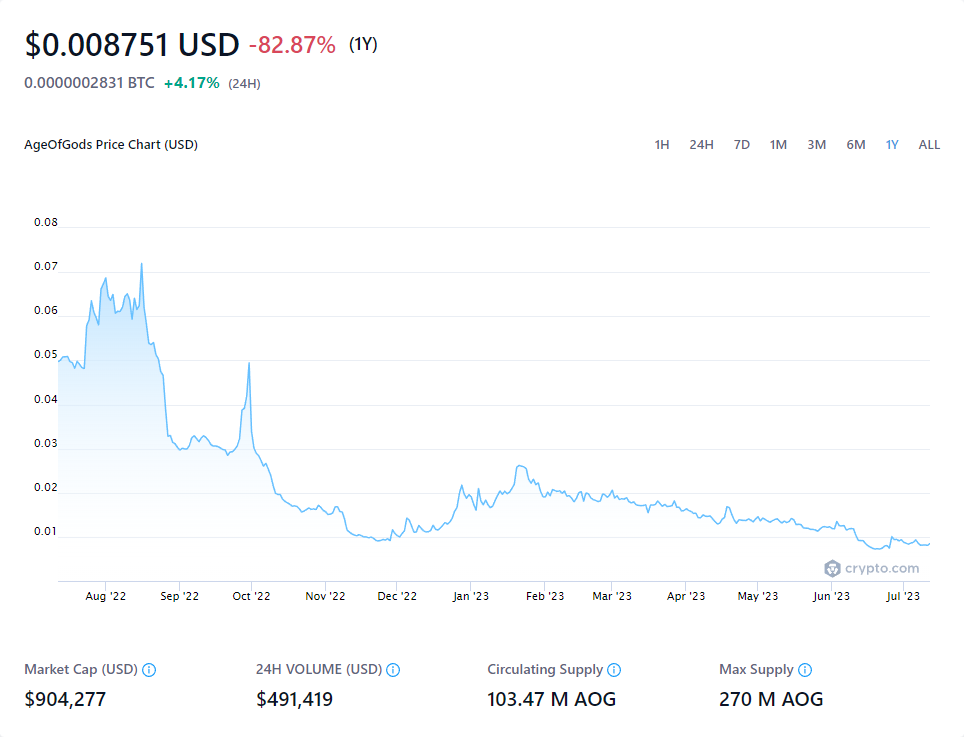 $0.008751 USD -82.87% (1Y)
0.0000002831 BTC +4.17% (24H)
AgeOfGods Price Chart (USD) 1H 24H 7D 1M 3M 6M 1Y ALL
0.08
0.07
0.06
0.05
0.04
0.03
0.02
0.01
crypto.com
Aug '22 Sep '22 Oct '22 Nov '22 Dec '22 Jan '23 Feb '23 Mar '23 Apr '23 May '23 Jun '23 Jul '23
Market Cap (USD) 24H VOLUME (USD) Circulating Supply Max Supply
$904,277 $491,419 103.47 M AOG 270 M AOG